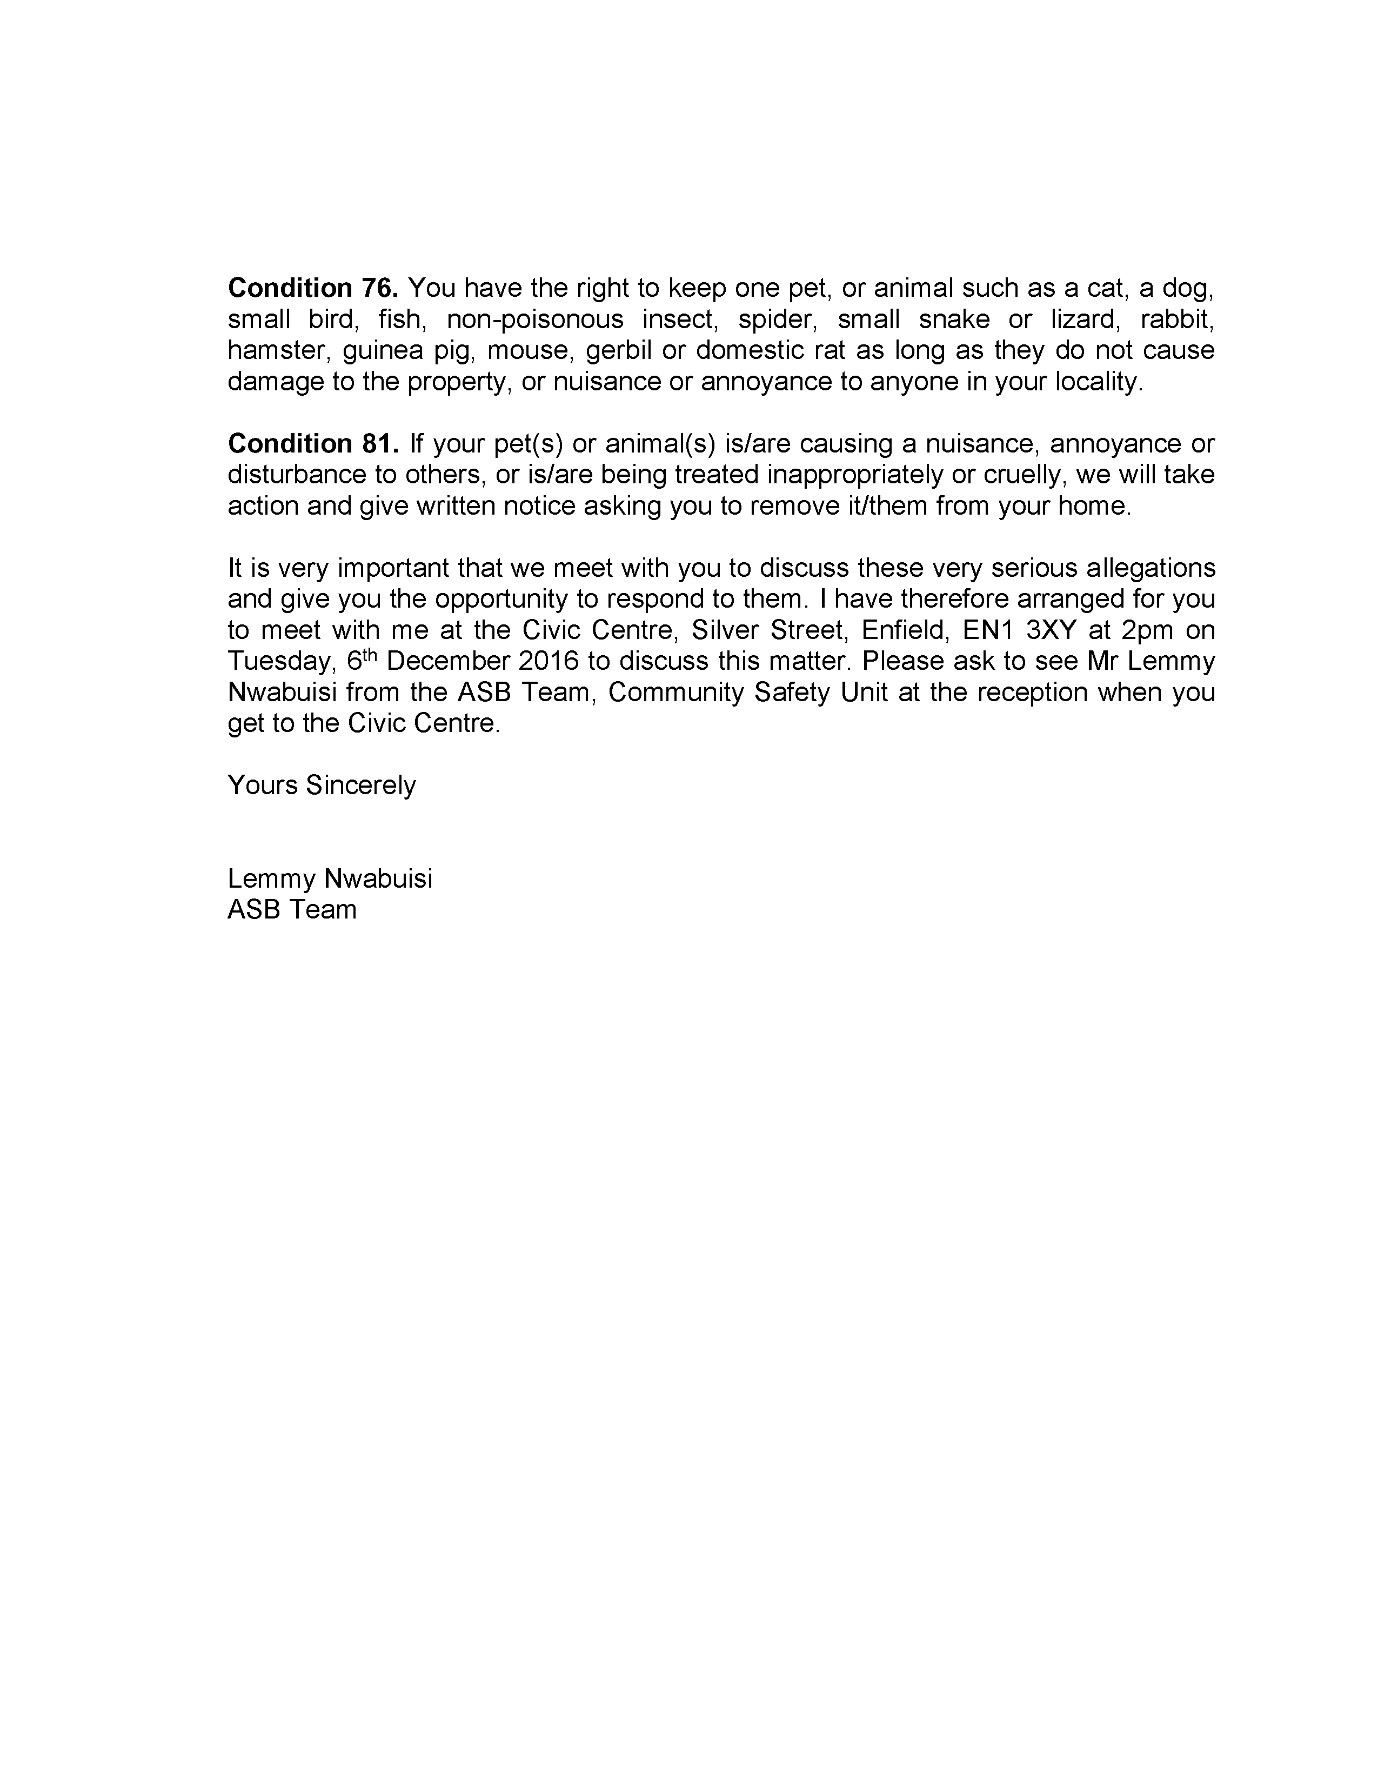 Condition 76. You have the right to keep one pet, or animal such as a cat, a dog,
small bird, fish, non-poisonous insect, spider, small snake or lizard, rabbit,
hamster, guinea pig, mouse, gerbil or domestic rat as long as they do not cause
damage to the property, or nuisance or annoyance to anyone in your locality.
Condition 81. If your pet(s) or animal(s) is/are causing a nuisance, annoyance or
disturbance to others, or is/are being treated inappropriately or cruelly, we will take
action and give written notice asking you to remove it/them from your home.
It is very important that we meet with you to discuss these very serious allegations
and give you the opportunity to respond to them. I have therefore arranged for you
to meet with me at the Civic Centre, Silver Street, Enfield, EN1 3XY at 2pm on
Tuesday, 6th December 2016 to discuss this matter. Please ask to see Mr Lemmy
Nwabuisi from the ASB Team, Community Safety Unit at the reception when you
get to the Civic Centre.
Yours Sincerely
Lemmy Nwabuisi
ASB Team